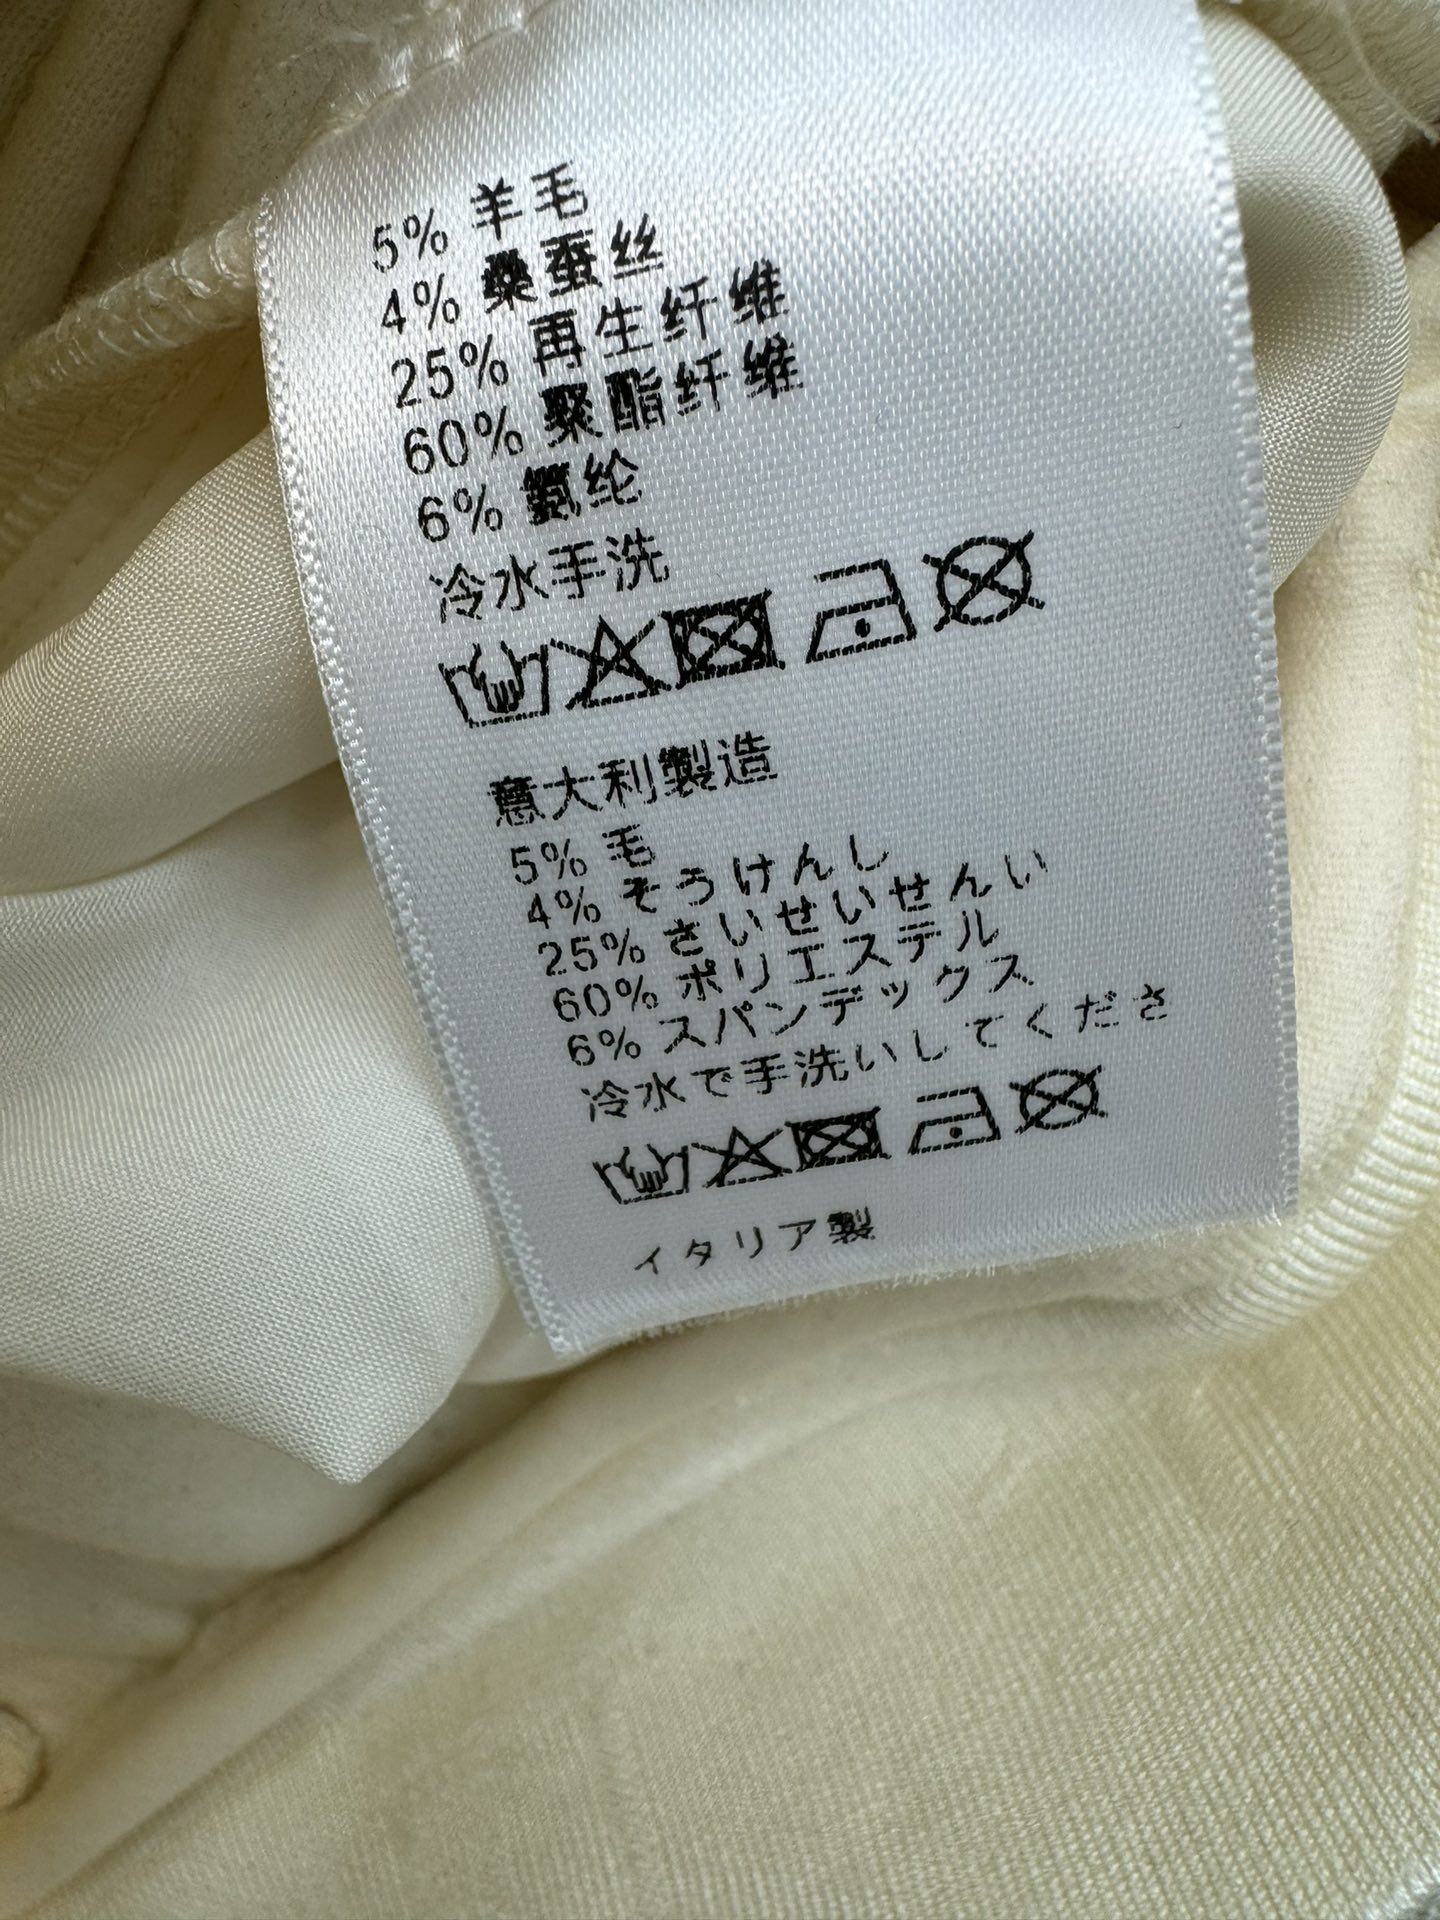 5% 羊毛
4% 桑蚕丝
25% 再生纤维
60% 聚酯纤维
6% 氨纶
冷水手洗
意大利製造
5% 毛
4% そうけんし
25% さいせいせんい
60% ポリエステル
6% スパンデックス
冷水で手洗いしてくださ
イタリア製